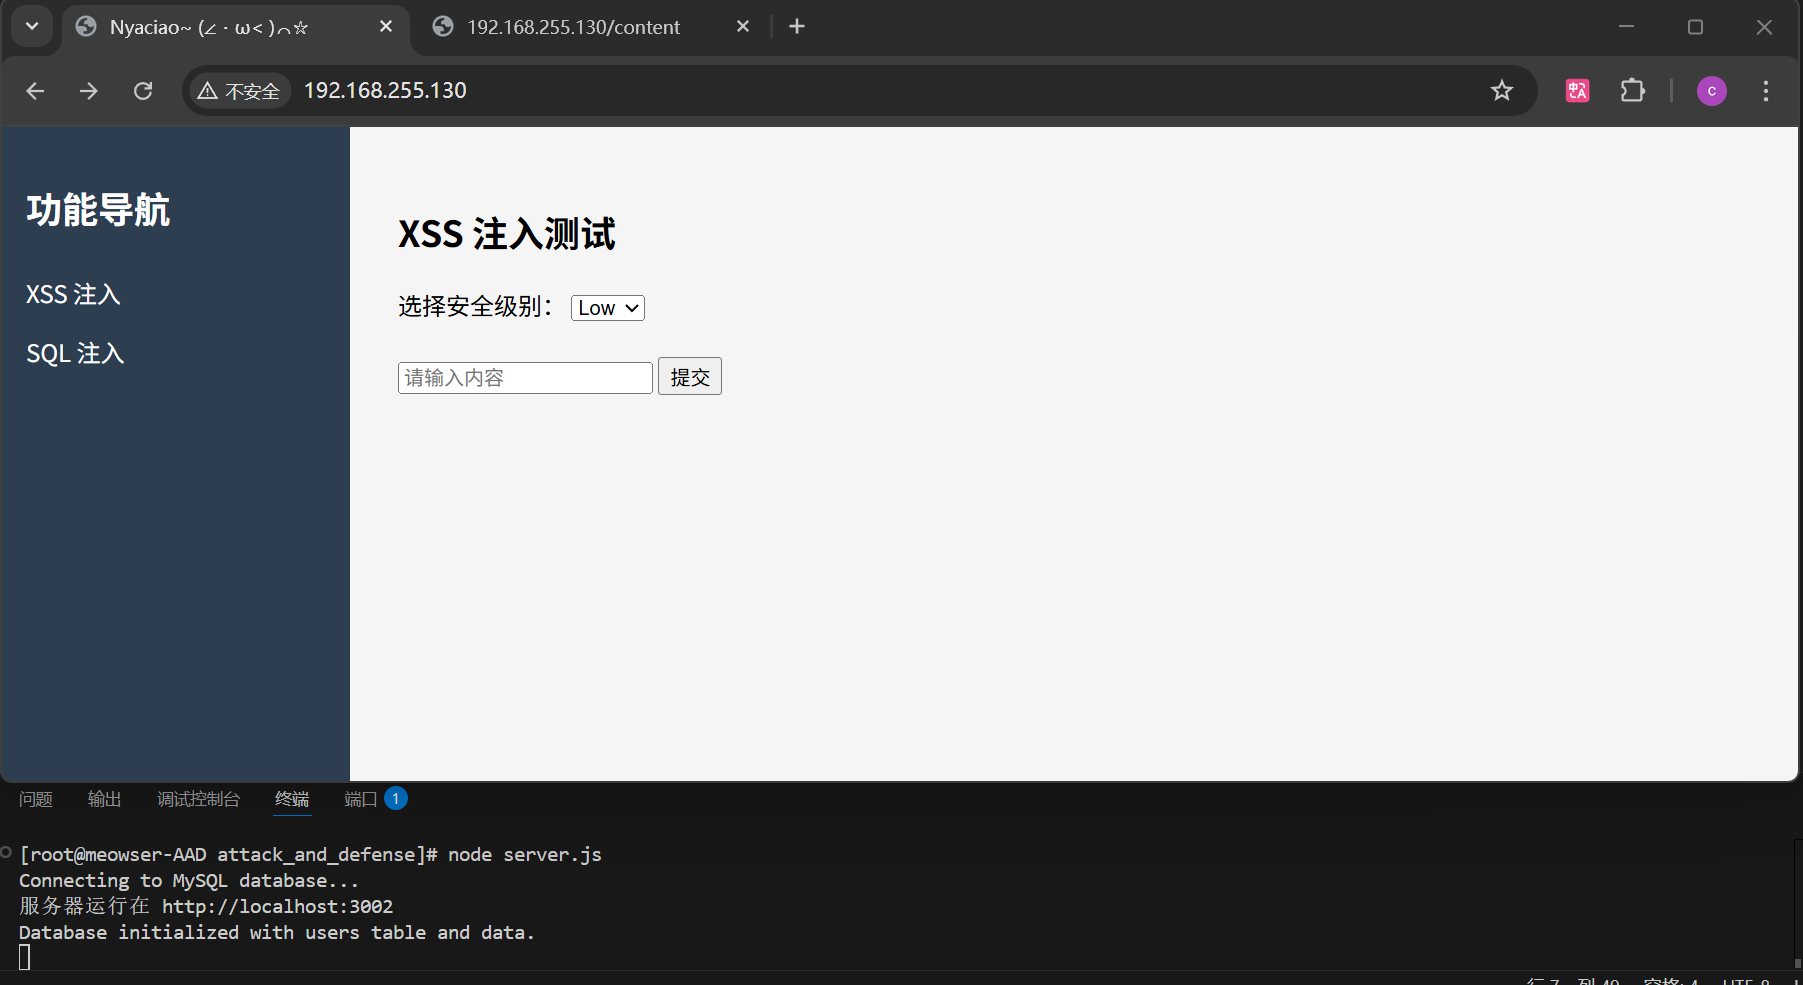 Nyaciao~ (∠・ω< )⌒☆
192.168.255.130/content
不安全
192.168.255.130
c
功能导航
XSS 注入
SQL 注入
XSS 注入测试
选择安全级别： Low
请输入内容 提交
问题 输出 调试控制台 终端 端口 1
[root@meowser-AAD attack_and_defense]# node server.js
Connecting to MySQL database...
服务器运行在 http://localhost:3002
Database initialized with users table and data.